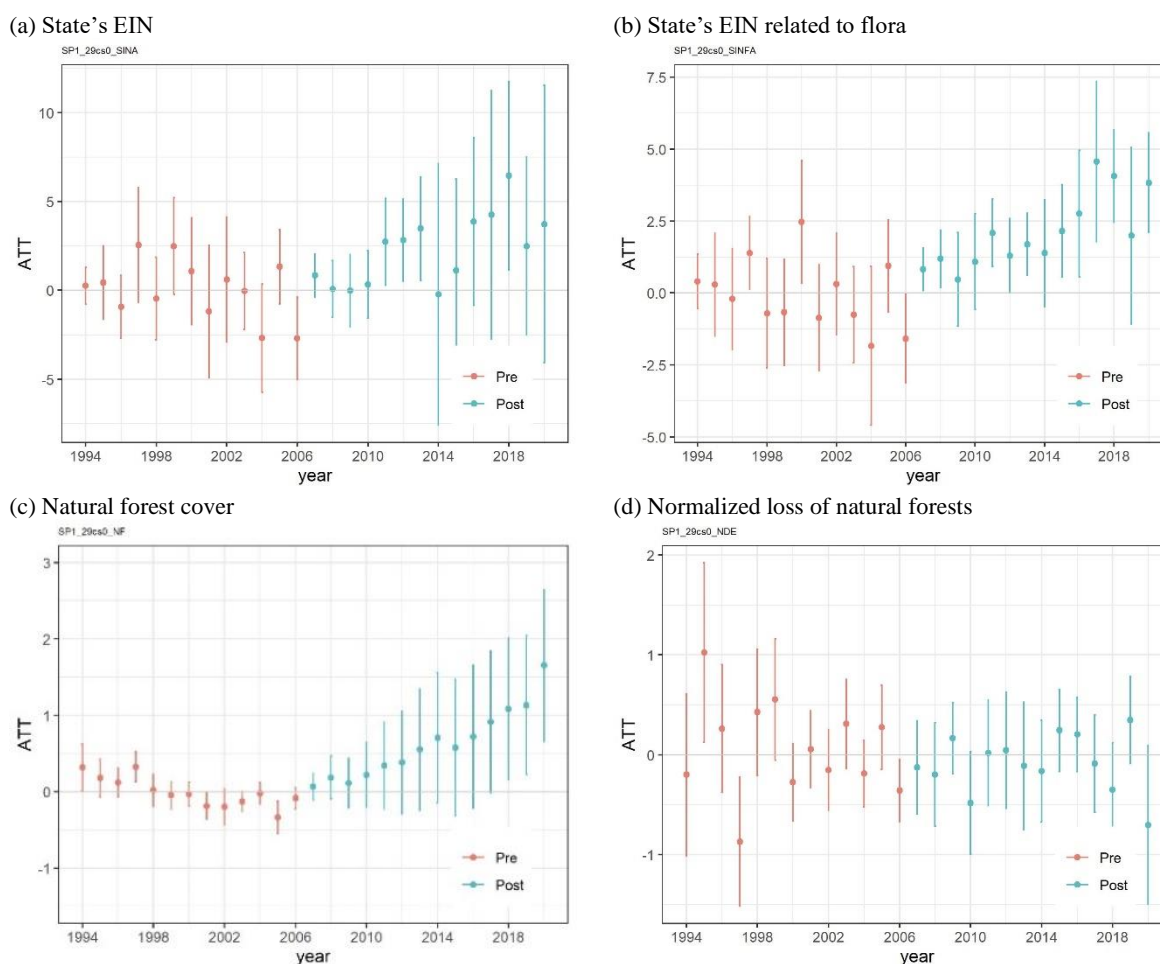 (a) State’s EIN
SP1_29cs0_SINA
10
5
0
-5
ATT
Pre
Post
1994 1998 2002 2006 2010 2014 2018
year
(b) State’s EIN related to flora
SP1_29cs0_SINFA
7.5
5.0
2.5
0.0
-2.5
-5.0
ATT
Pre
Post
1994 1998 2002 2006 2010 2014 2018
year
(c) Natural forest cover
SP1_29cs0_NF
3
2
1
0
-1
ATT
Pre
Post
1994 1998 2002 2006 2010 2014 2018
year
(d) Normalized loss of natural forests
SP1_29cs0_NDE
2
1
0
-1
ATT
Pre
Post
1994 1998 2002 2006 2010 2014 2018
year